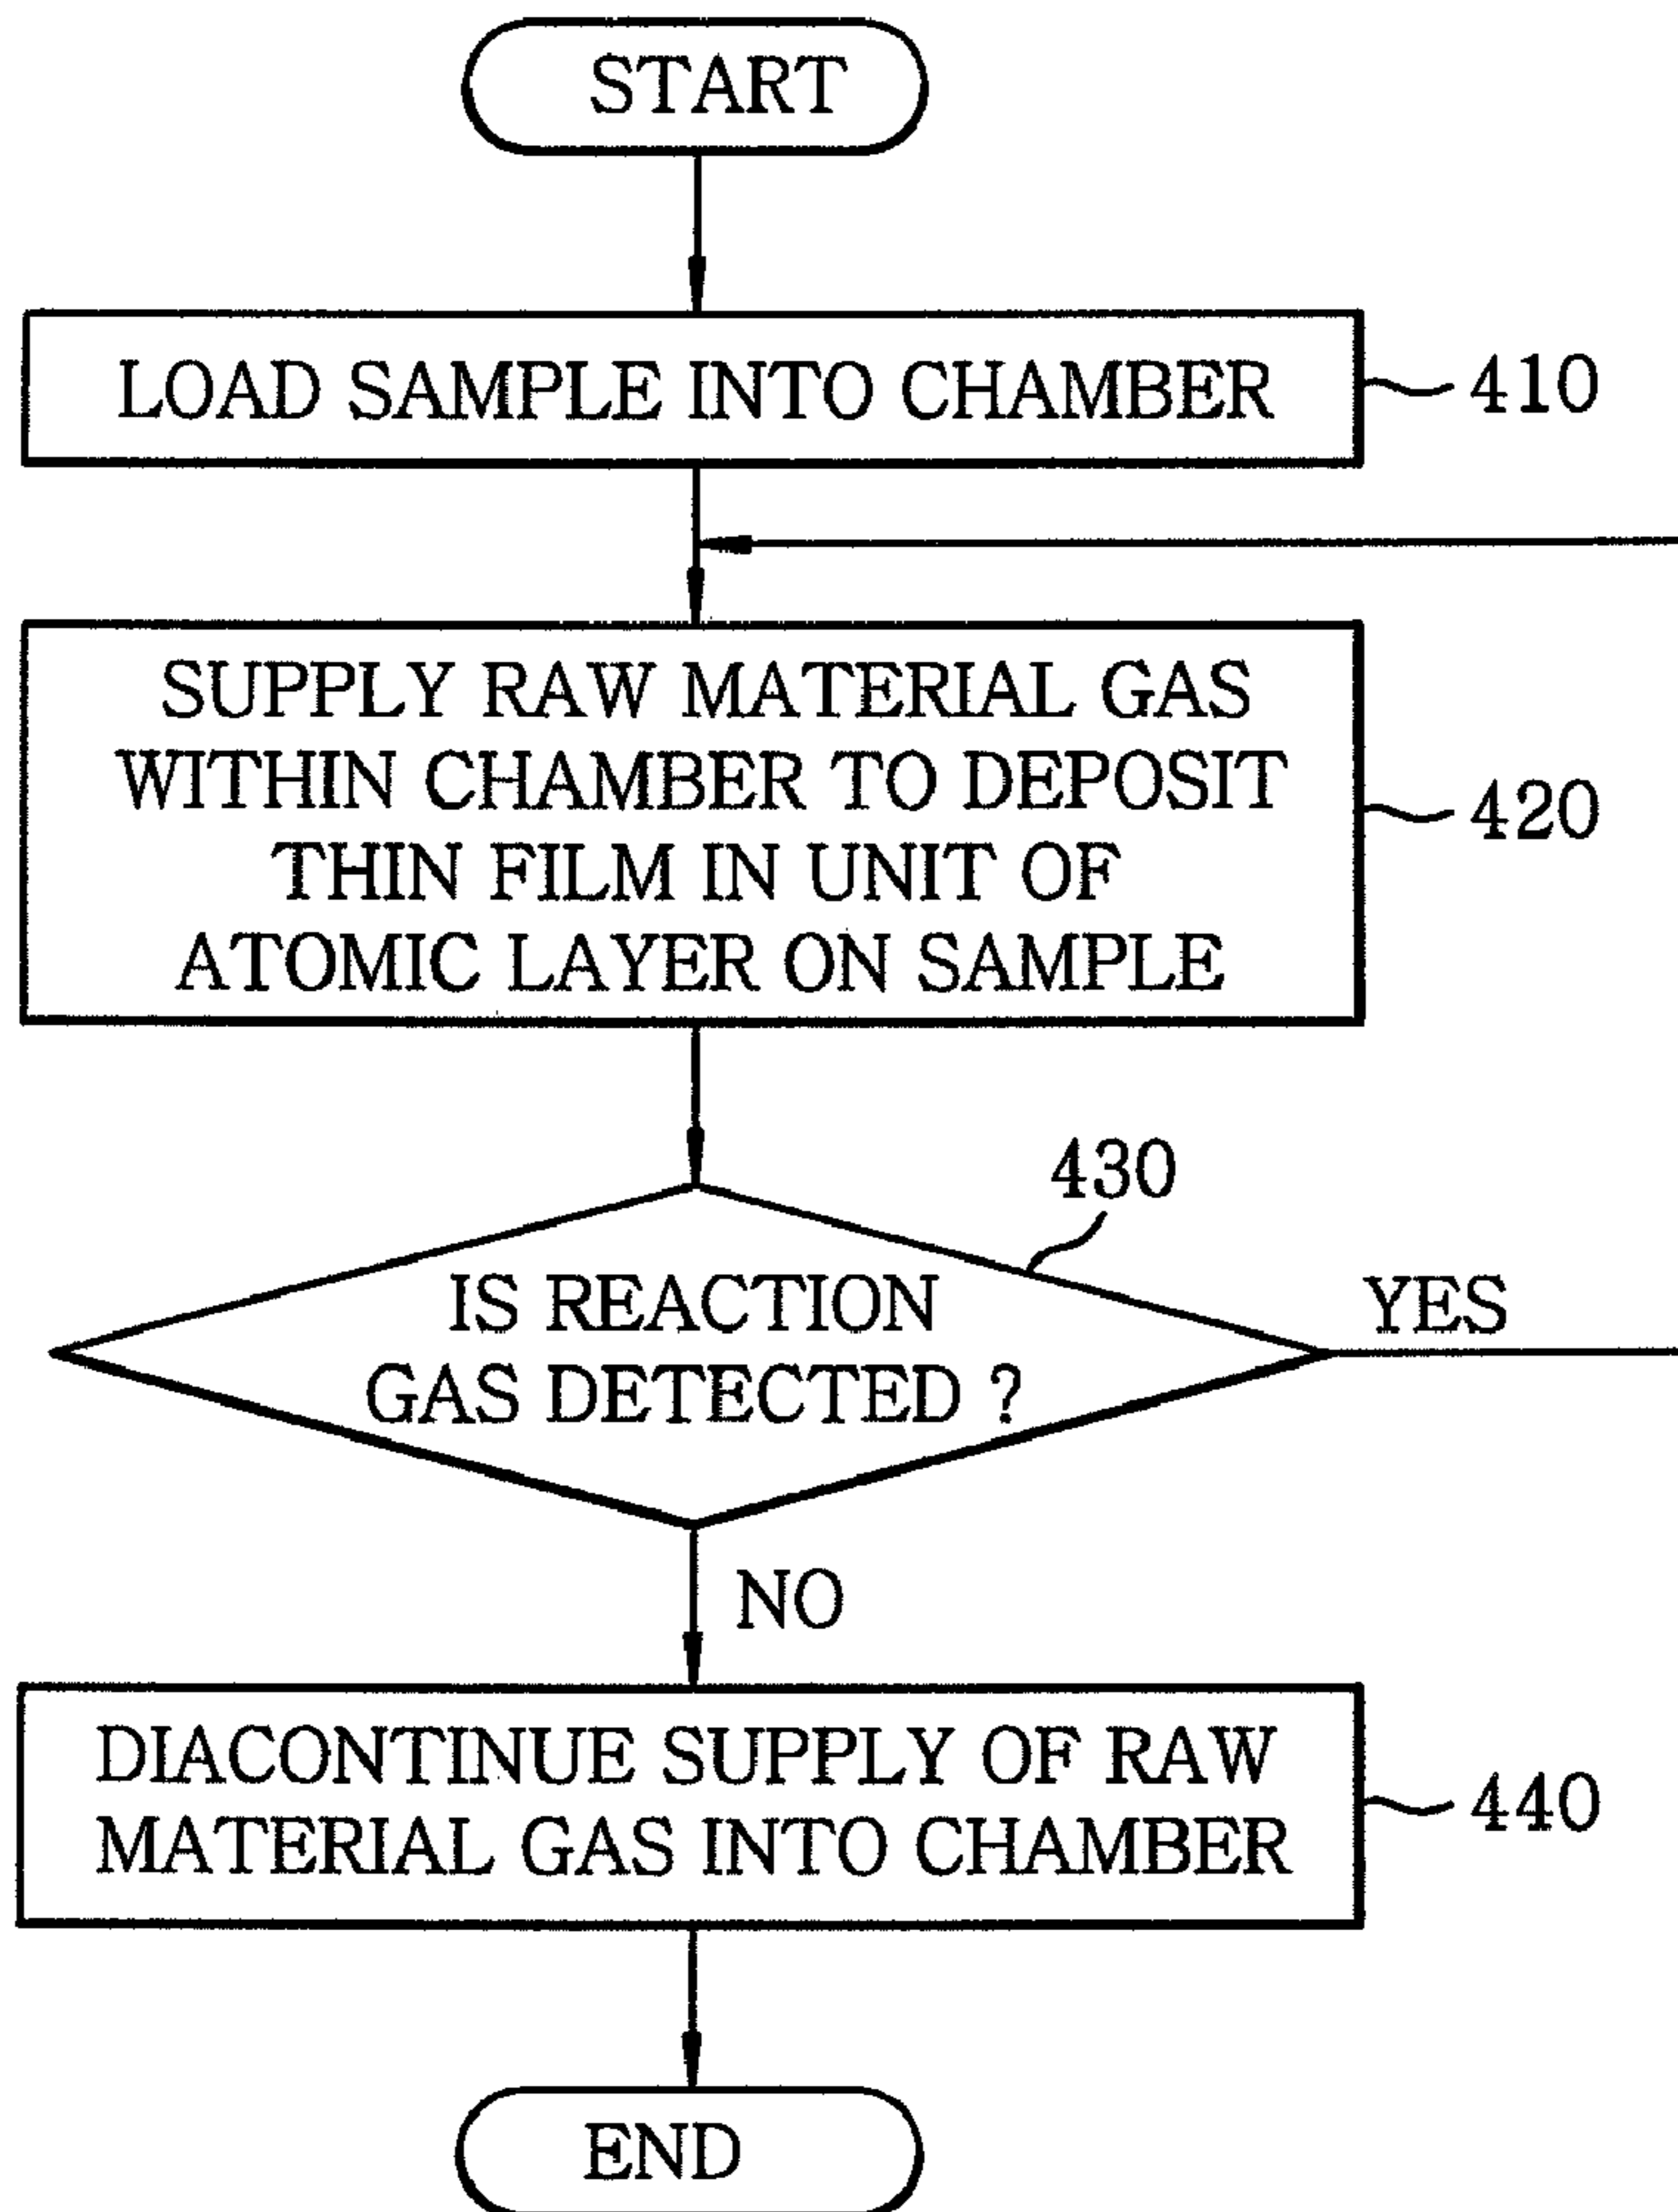 START
LOAD SAMPLE INTO CHAMBER
410
SUPPLY RAW MATERIAL GAS
WITHIN CHAMBER TO DEPOSIT
THIN FILM IN UNIT OF
ATOMIC LAYER ON SAMPLE
420
430
IS REACTION
GAS DETECTED ?
YES
NO
DIACONTINUE SUPPLY OF RAW
MATERIAL GAS INTO CHAMBER
440
END